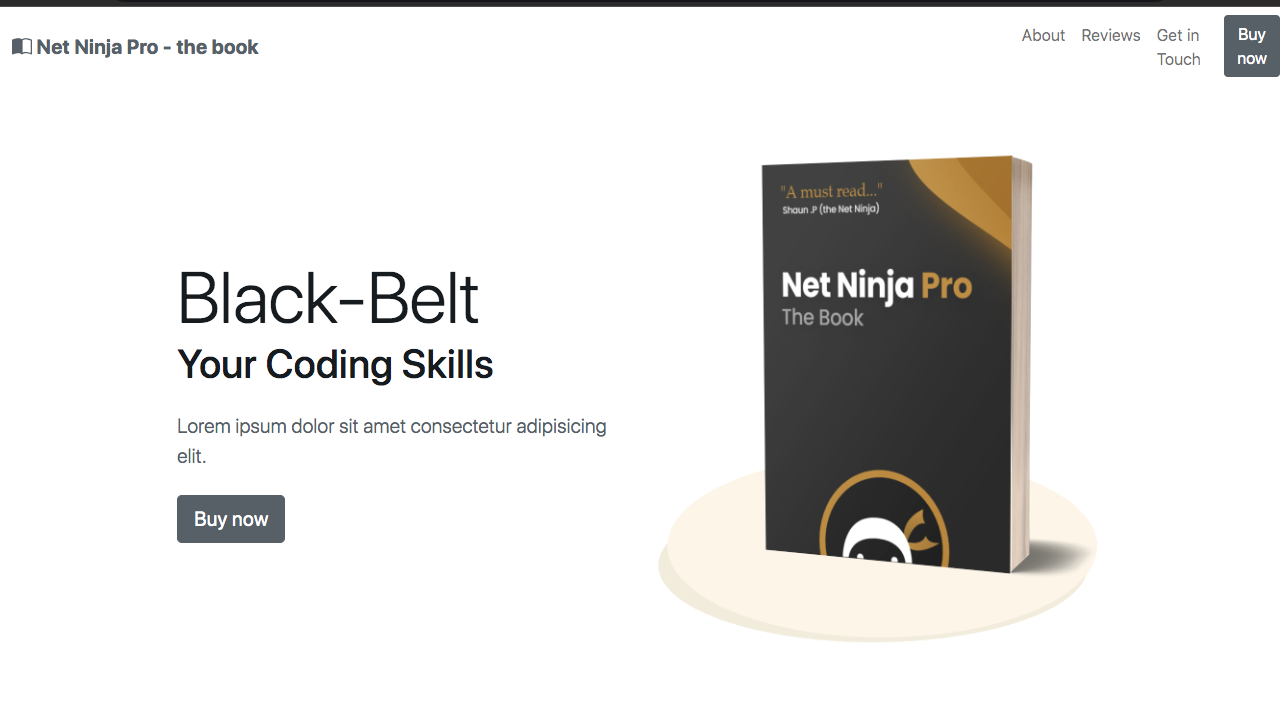 Net Ninja Pro - the book
About Reviews Get in Touch
Buy now
"A must read..."
Shaun .P (the Net Ninja)
Net Ninja Pro
The Book
Black-Belt
Your Coding Skills
Lorem ipsum dolor sit amet consectetur adipisicing
elit.
Buy now